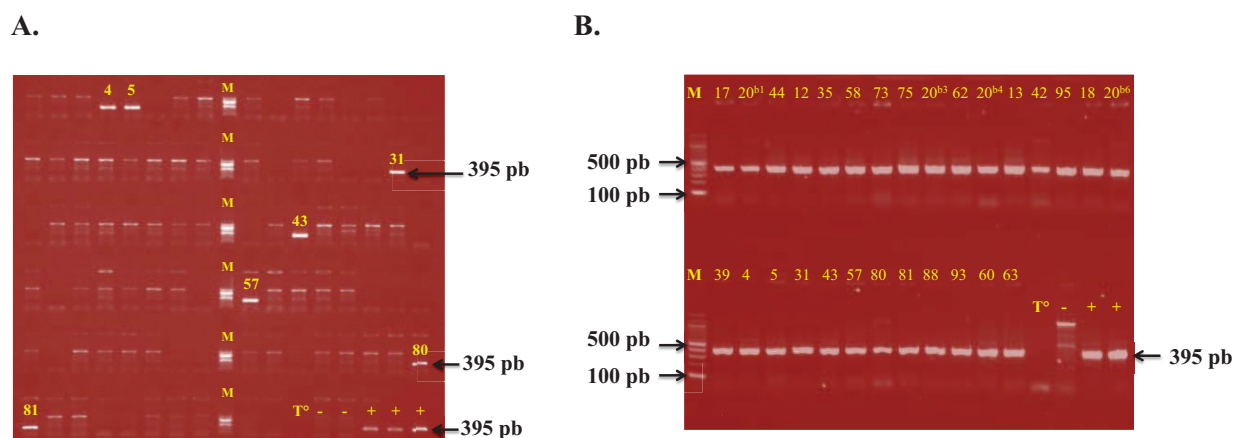 A.
4 5 M
M 31
395 pb
M
43
M
57
M 80
395 pb
81 M T° - - + + +
395 pb
B.
M 17 20ᵇ¹ 44 12 35 58 73 75 20ᵇ³ 62 20ᵇ⁴ 13 42 95 18 20ᵇ⁶
500 pb
100 pb
M 39 4 5 31 43 57 80 81 88 93 60 63 T° - + +
500 pb
100 pb
395 pb